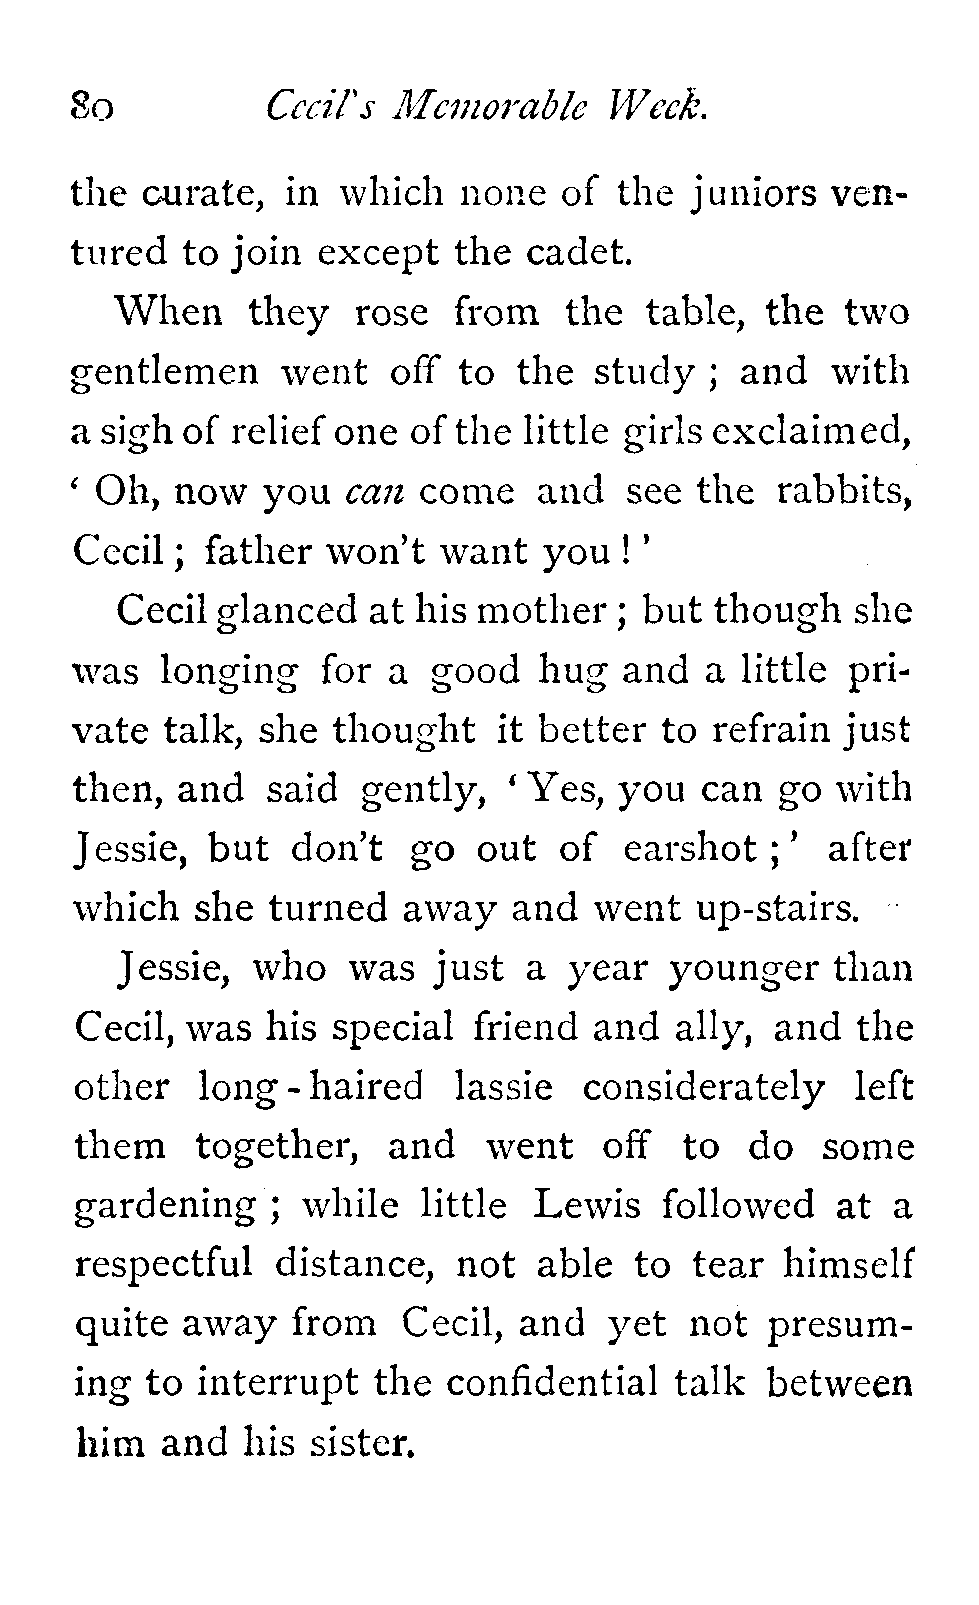 80 Cecil's Memorable Week.
the curate, in which none of the juniors ven-
tured to join except the cadet.
When they rose from the table, the two
gentlemen went off to the study ; and with
a sigh of relief one of the little girls exclaimed,
‘ Oh, now you can come and see the rabbits,
Cecil ; father won't want you ! ’
Cecil glanced at his mother ; but though she
was longing for a good hug and a little pri-
vate talk, she thought it better to refrain just
then, and said gently, ‘ Yes, you can go with
Jessie, but don't go out of earshot ; ’ after
which she turned away and went up-stairs.
Jessie, who was just a year younger than
Cecil, was his special friend and ally, and the
other long - haired lassie considerately left
them together, and went off to do some
gardening ; while little Lewis followed at a
respectful distance, not able to tear himself
quite away from Cecil, and yet not presum-
ing to interrupt the confidential talk between
him and his sister.